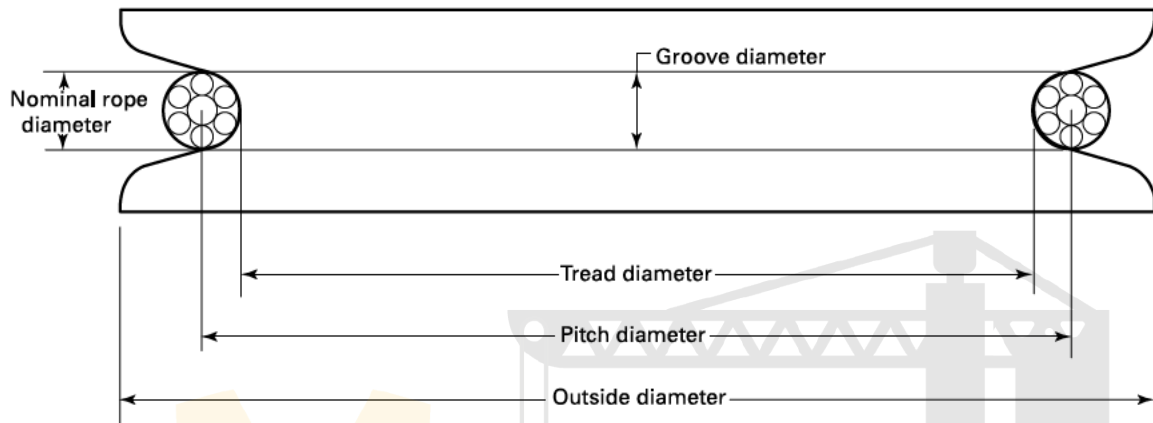 Groove diameter
Nominal rope
diameter
Tread diameter
Pitch diameter
Outside diameter